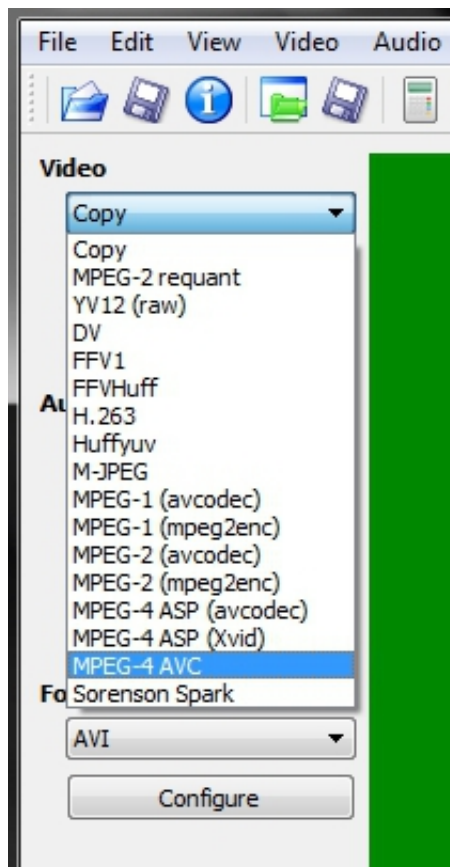 File Edit View Video Audio
Video
Copy
Copy
MPEG-2 requant
YV12 (raw)
DV
FFV1
FFVHuff
H.263
Huffyuv
M-JPEG
MPEG-1 (avcodec)
MPEG-1 (mpeg2enc)
MPEG-2 (avcodec)
MPEG-2 (mpeg2enc)
MPEG-4 ASP (avcodec)
MPEG-4 ASP (Xvid)
MPEG-4 AVC
Sorenson Spark
Au
Fo
AVI
Configure